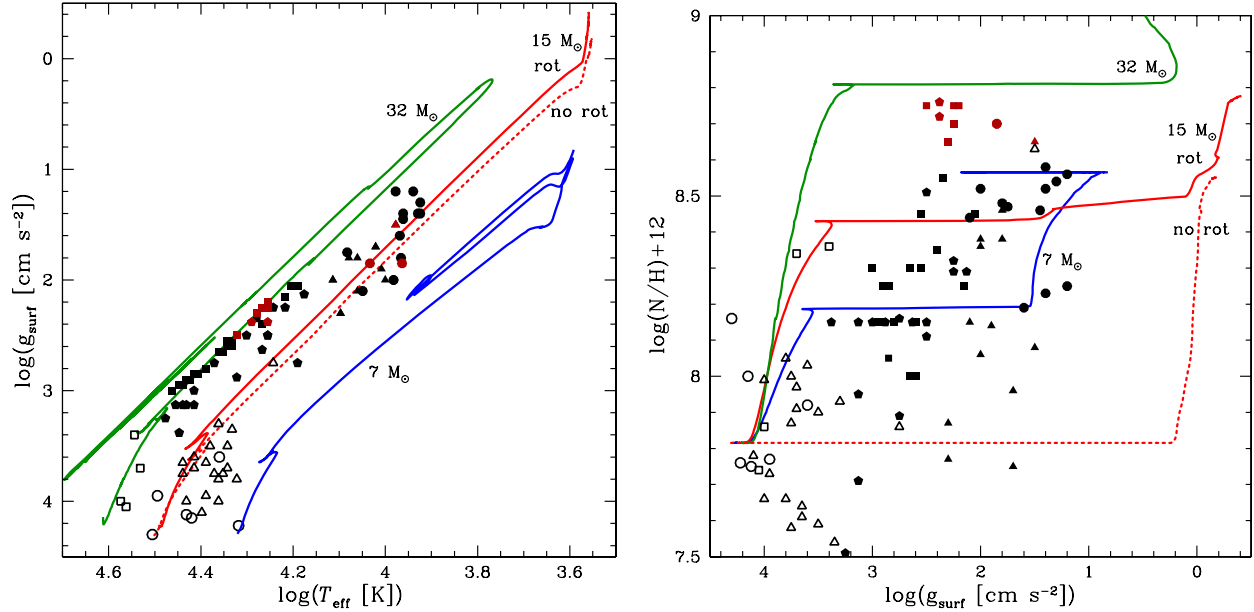 15 M☉
rot
no rot
32 M☉
7 M☉
0
1
2
3
4
log(g_surf) [cm s⁻²])
4.6
4.4
4.2
4
3.8
3.6
log(T_eff [K])
9
8.5
8
7.5
log(N/H)+12
32 M☉
15 M☉
rot
no rot
7 M☉
4
3
2
1
0
log(g_surf [cm s⁻²])